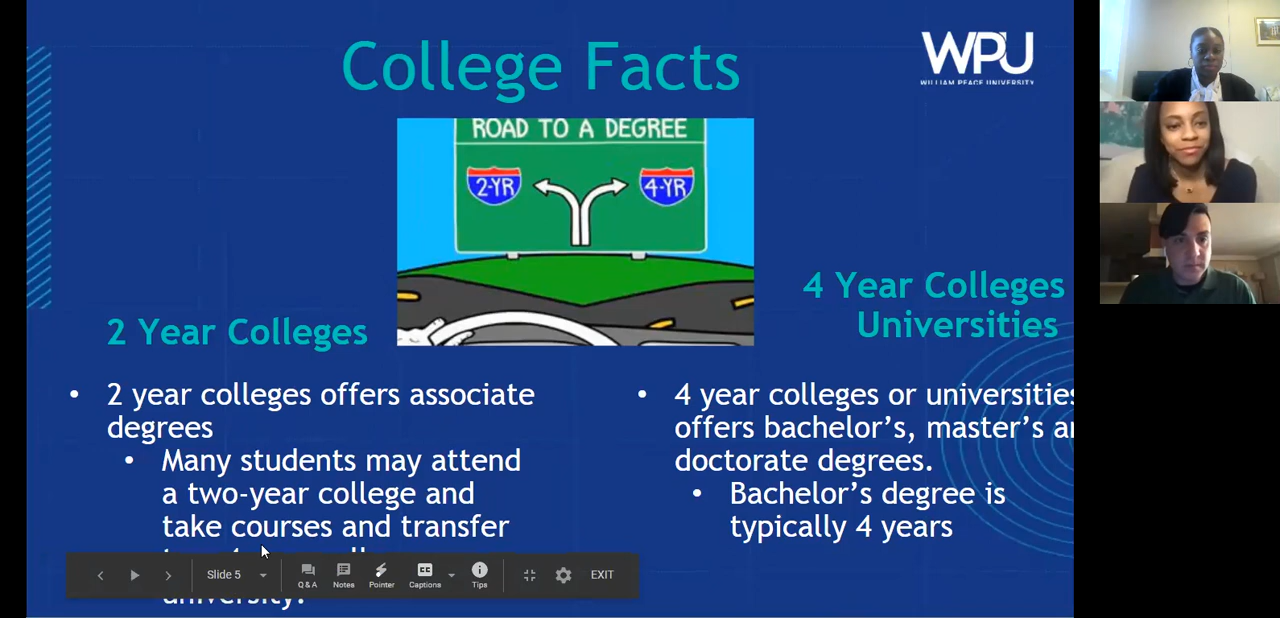 College Facts
WPU
WILLIAM PEACE UNIVERSITY
ROAD TO A DEGREE
2-YR
4-YR
2 Year Colleges
• 2 year colleges offers associate
degrees
• Many students may attend
a two-year college and
take courses and transfer
university.
4 Year Colleges
Universities
• 4 year colleges or universities
offers bachelor's, master's
doctorate degrees.
• Bachelor's degree is
typically 4 years
Slide 5
Q & A
Notes
Pointer
Captions
Tips
EXIT